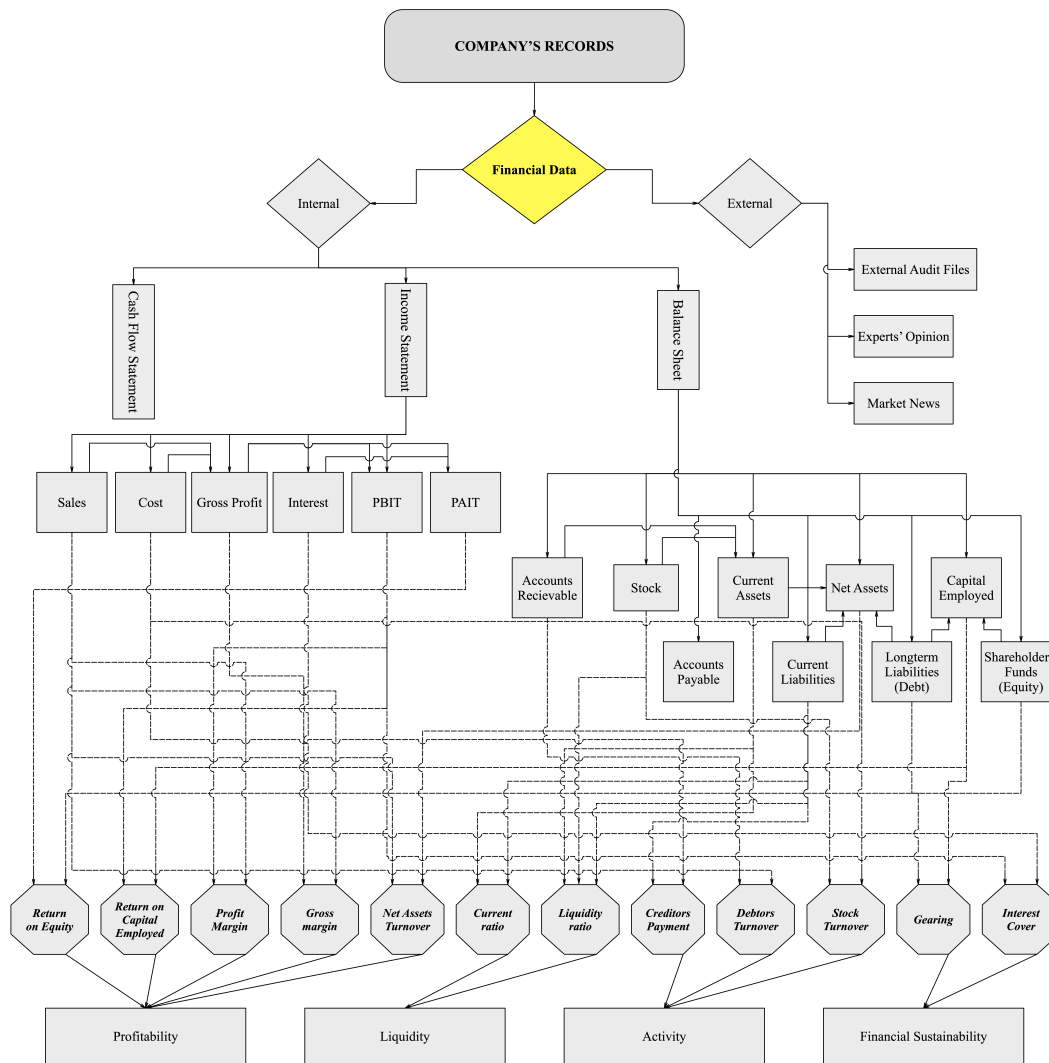 COMPANY’S RECORDS
Financial Data
Internal
External
External Audit Files
Experts’ Opinion
Market News
Cash Flow Statement
Income Statement
Balance Sheet
Sales
Cost
Gross Profit
Interest
PBIT
PAIT
Accounts
Recievable
Stock
Current
Assets
Net Assets
Capital
Employed
Accounts
Payable
Current
Liabilities
Longterm
Liabilities
(Debt)
Shareholders
Funds
(Equity)
Return
on Equity
Return on
Capital
Employed
Profit
Margin
Gross
margin
Net Assets
Turnover
Current
ratio
Liquidity
ratio
Creditors
Payment
Debtors
Turnover
Stock
Turnover
Gearing
Interest
Cover
Profitability
Liquidity
Activity
Financial Sustainability